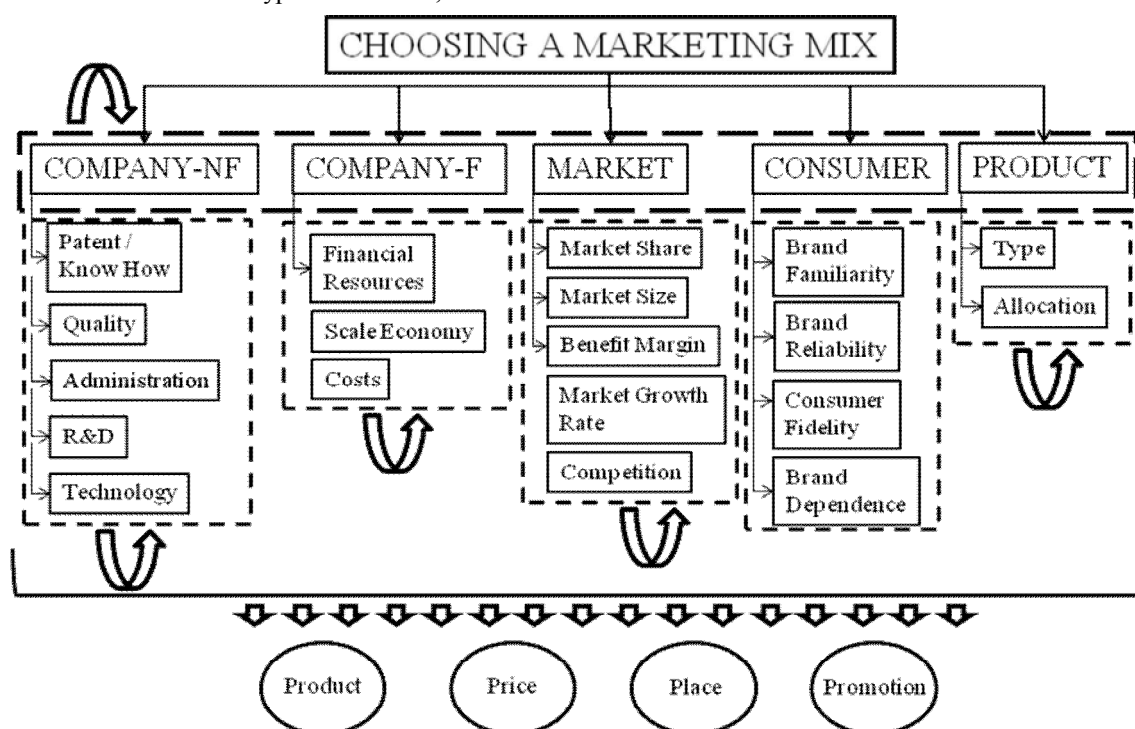 CHOOSING A MARKETING MIX
COMPANY-NF
COMPANY-F
MARKET
CONSUMER
PRODUCT
Patent /
Know How
Quality
Administration
R&D
Technology
Financial
Resources
Scale Economy
Costs
Market Share
Market Size
Benefit Margin
Market Growth
Rate
Competition
Brand
Familiarity
Brand
Reliability
Consumer
Fidelity
Brand
Dependence
Type
Allocation
Product
Price
Place
Promotion